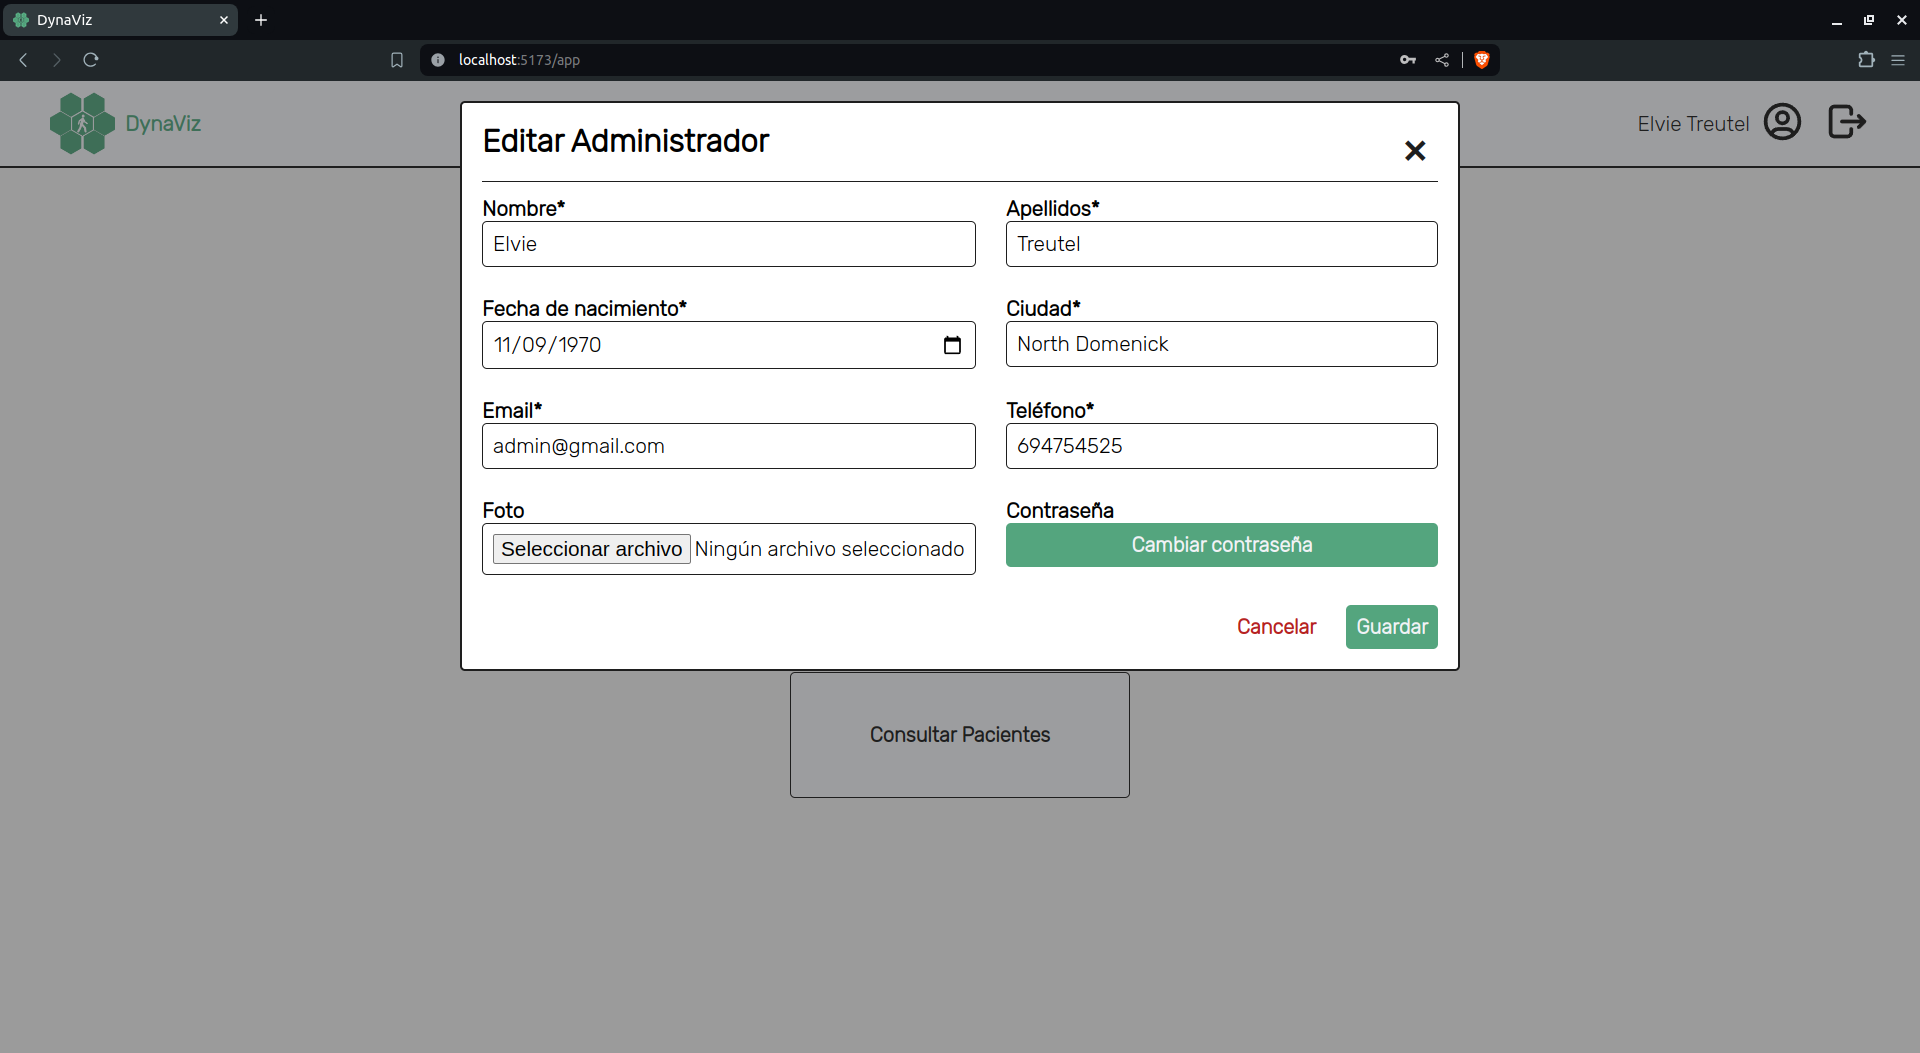 DynaViz
localhost:5173/app
DynaViz
Elvie Treutel
Editar Administrador
Nombre*
Apellidos*
Elvie
Treutel
Fecha de nacimiento*
Ciudad*
11/09/1970
North Domenick
Email*
Teléfono*
admin@gmail.com
694754525
Foto
Contraseña
Seleccionar archivo Ningún archivo seleccionado
Cambiar contraseña
Cancelar
Guardar
Consultar Pacientes